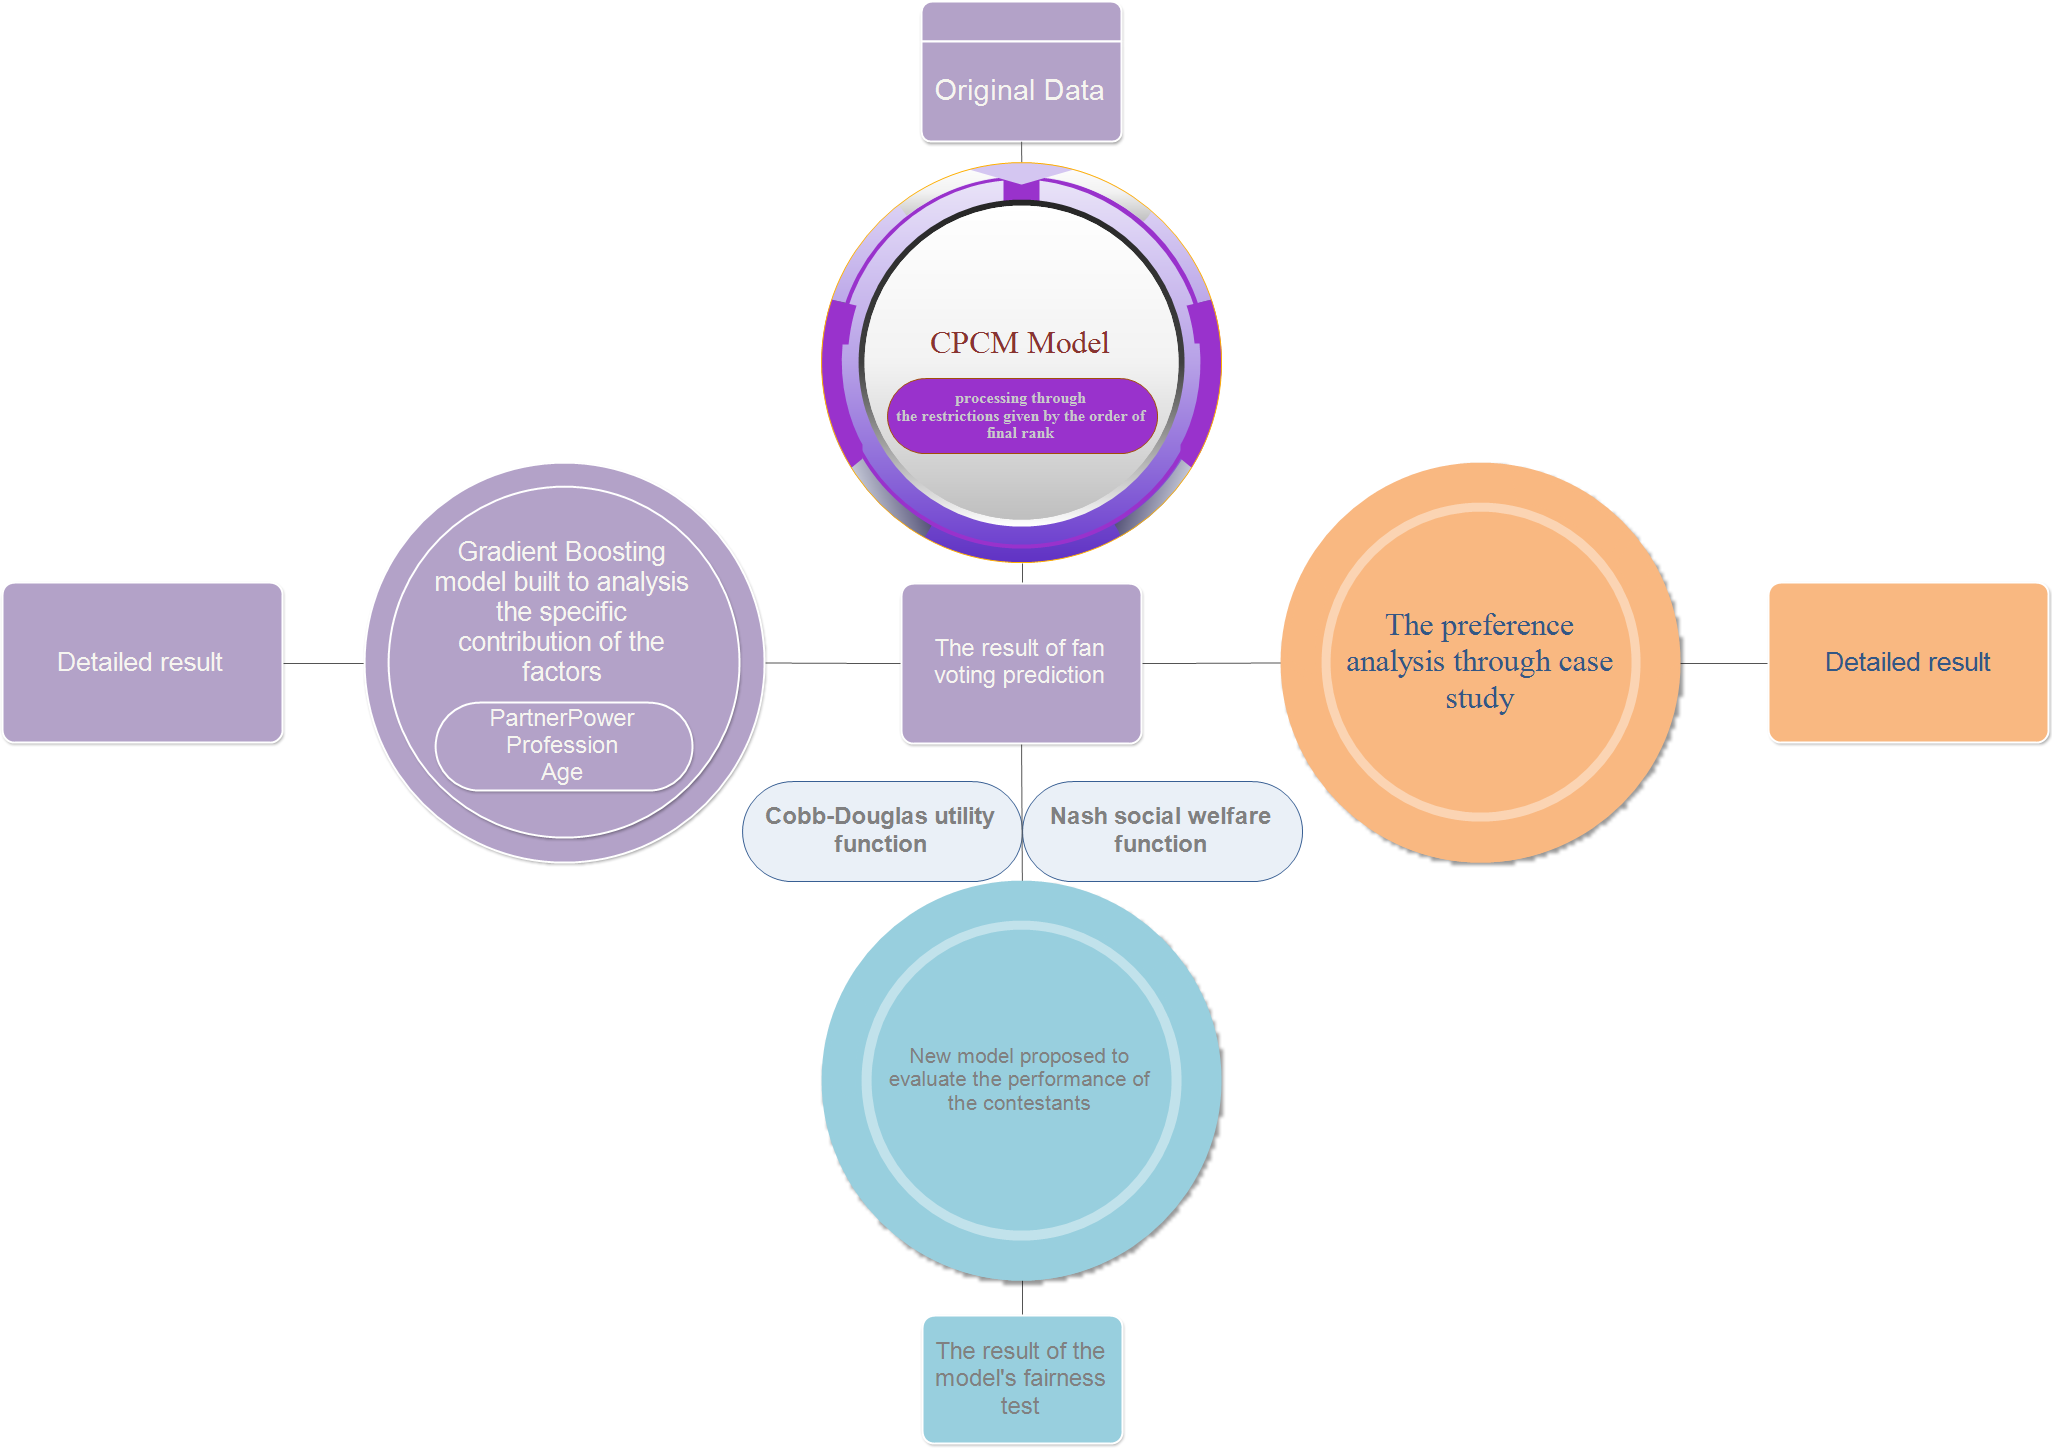 Original Data
CPCM Model
processing through
the restrictions given by the order of
final rank
Gradient Boosting
model built to analysis
the specific
contribution of the
factors
PartnerPower
Profession
Age
Detailed result
The result of fan
voting prediction
The preference
analysis through case
study
Detailed result
Cobb-Douglas utility
function
Nash social welfare
function
New model proposed to
evaluate the performance of
the contestants
The result of the
model's fairness
test